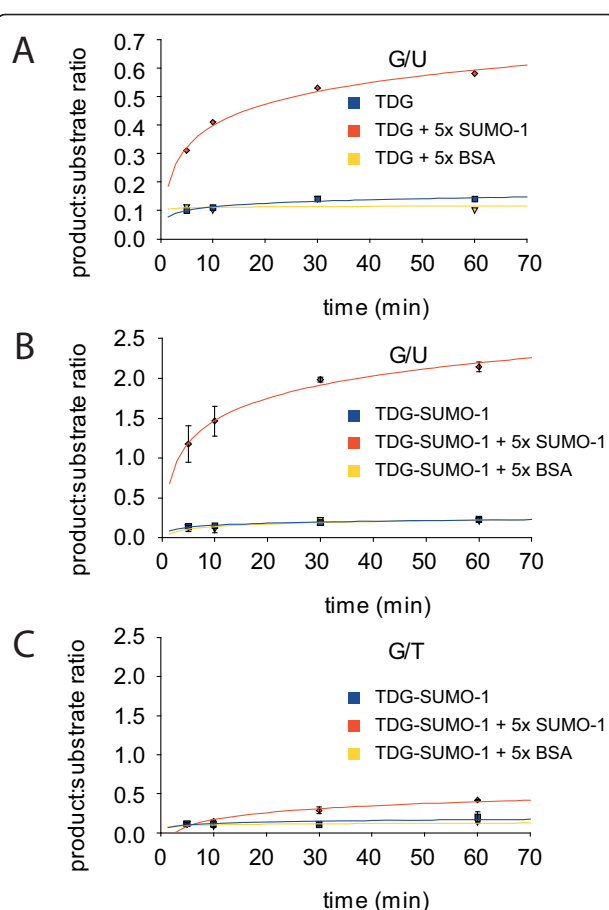 A
G/U
product:substrate ratio
0.7
0.6
0.5
0.4
0.3
0.2
0.1
0.0
TDG
TDG + 5x SUMO-1
TDG + 5x BSA
0 10 20 30 40 50 60 70
time (min)
B
G/U
product:substrate ratio
2.5
2.0
1.5
1.0
0.5
0.0
TDG-SUMO-1
TDG-SUMO-1 + 5x SUMO-1
TDG-SUMO-1 + 5x BSA
0 10 20 30 40 50 60 70
time (min)
C
G/T
product:substrate ratio
2.5
2.0
1.5
1.0
0.5
0.0
TDG-SUMO-1
TDG-SUMO-1 + 5x SUMO-1
TDG-SUMO-1 + 5x BSA
0 10 20 30 40 50 60 70
time (min)